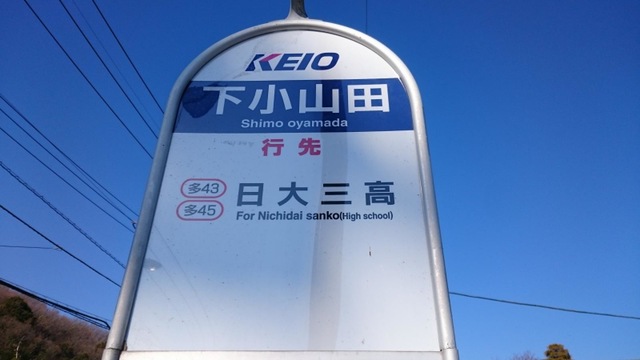 KEIO
下小山田
Shimo oyamada
行先
多43
多45
日大三高
For Nichidai sanko(High school)